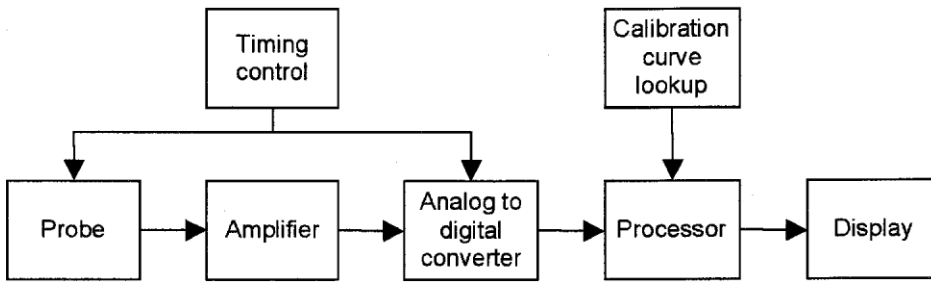 Timing
control
Calibration
curve
lookup
Probe
Amplifier
Analog to
digital
converter
Processor
Display